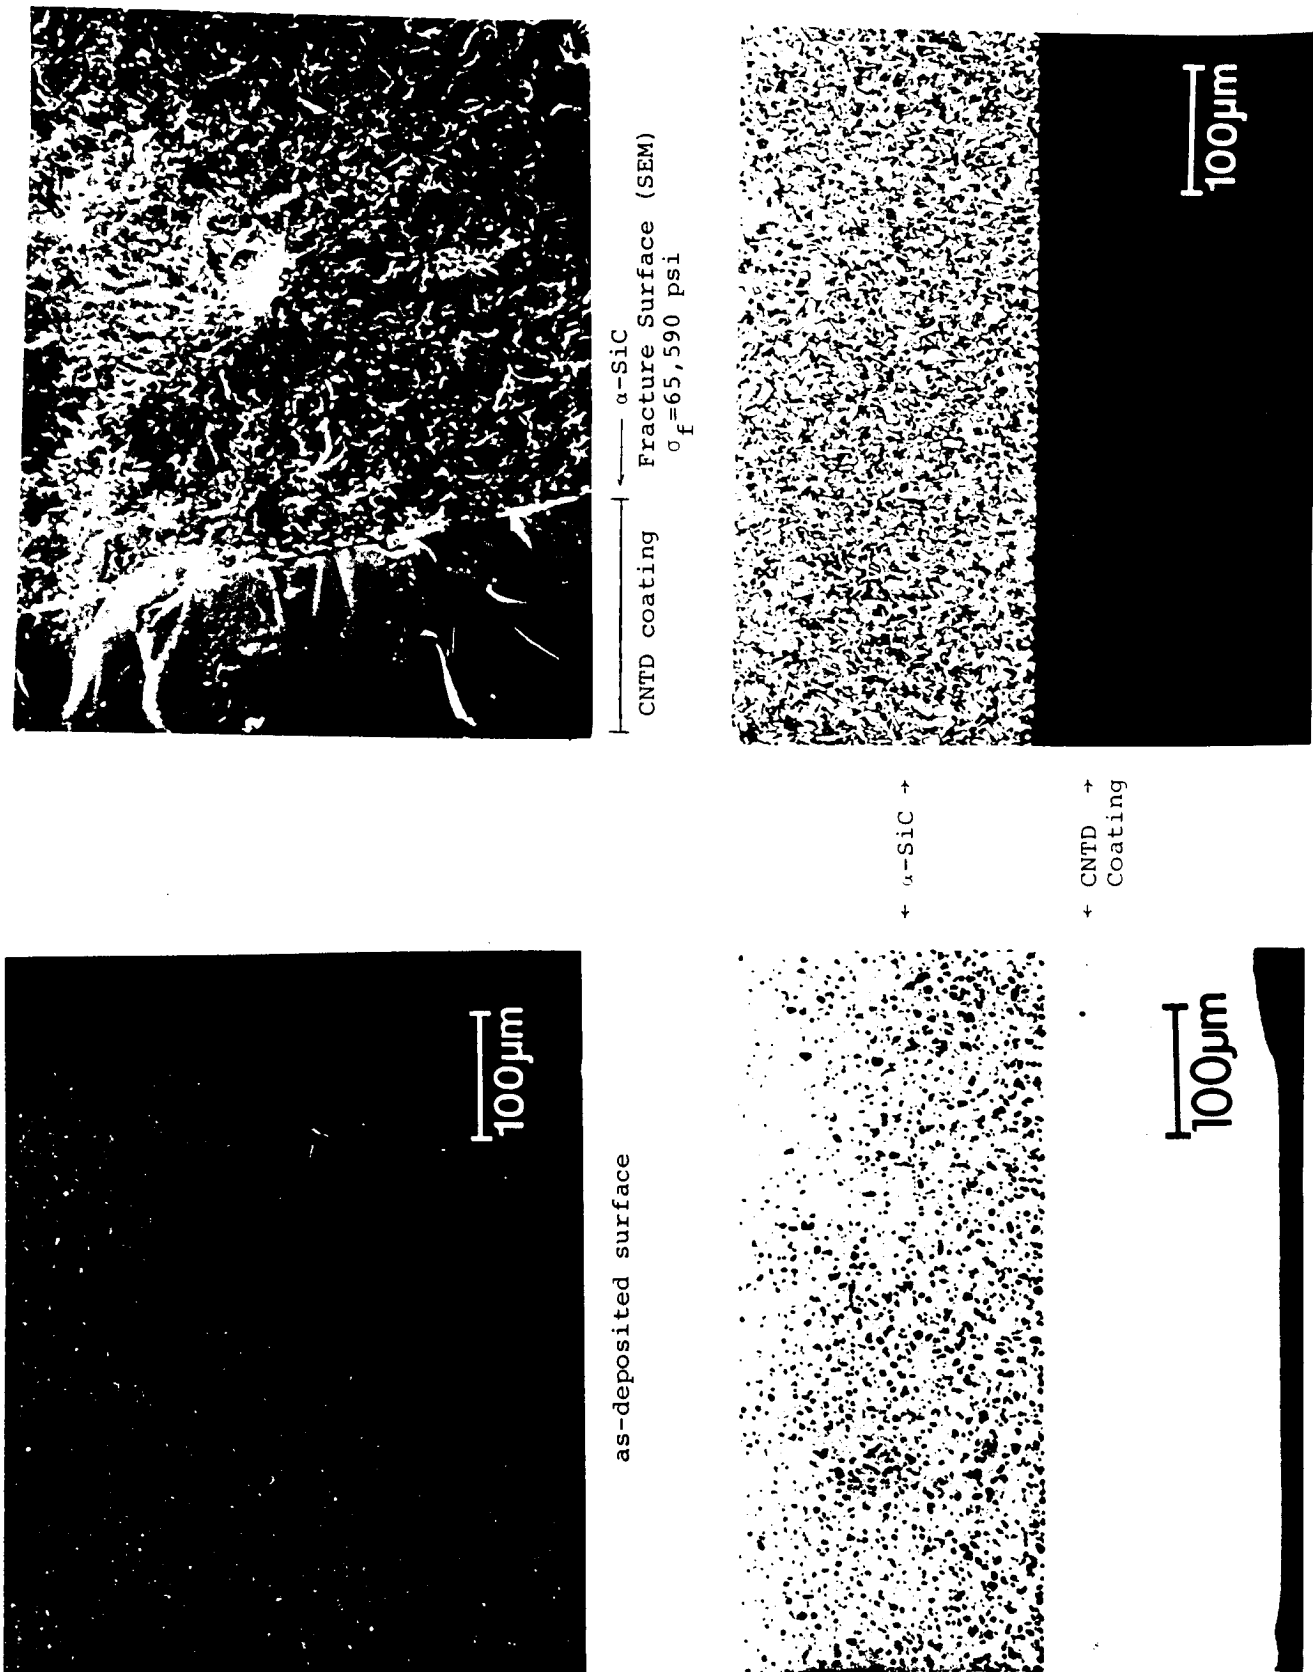 100µm
as-deposited surface
CNTD coating
← α-SiC
Fracture Surface (SEM)
σf=65,590 psi
← α-SiC →
← CNTD →
Coating
100µm
100µm